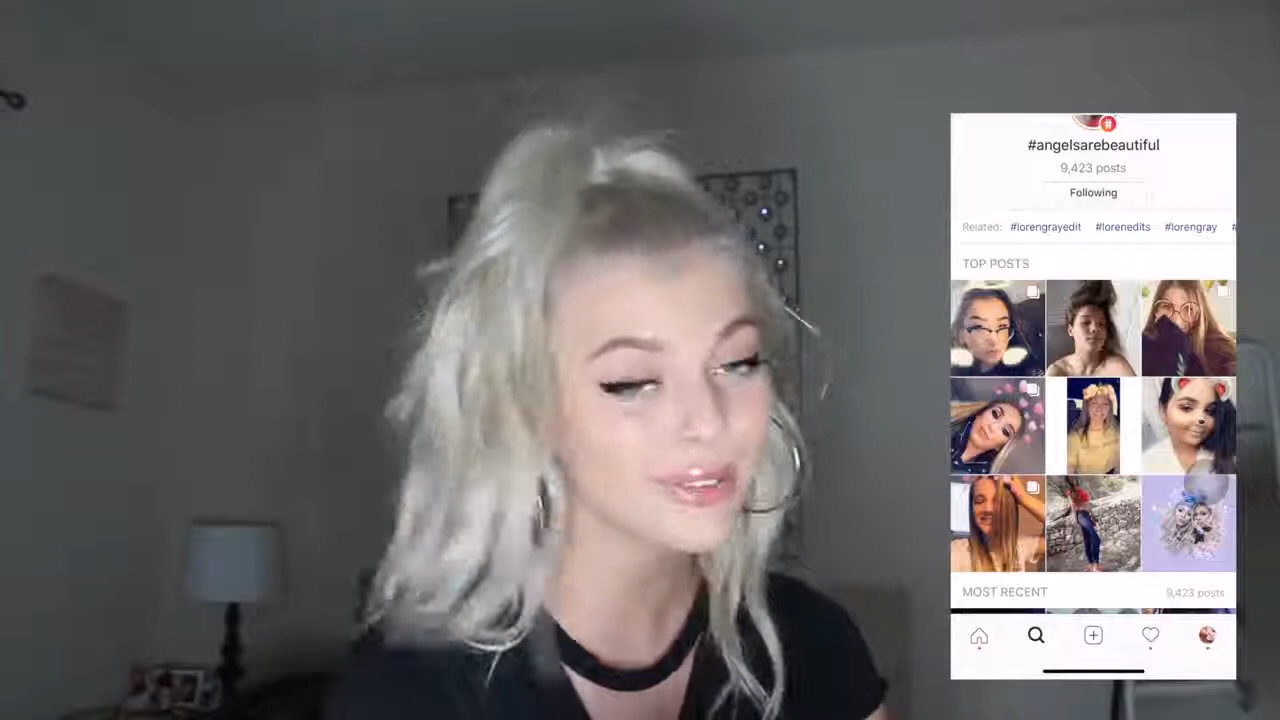 #angelsarebeautiful
9,423 posts
Following
Related: #lorengrayedit #lorenedits #lorengray #
TOP POSTS
MOST RECENT 9,423 posts